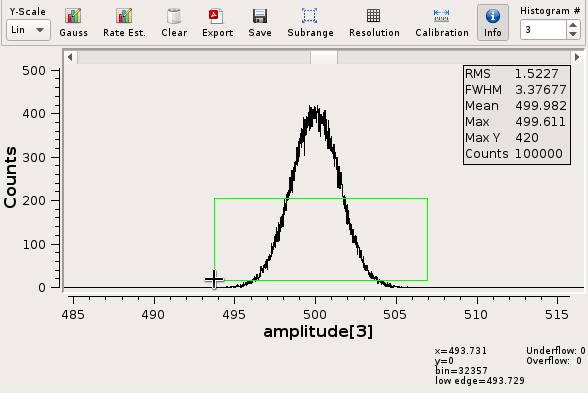 Y-Scale
Histogram #
Lin
Gauss
Rate Est.
Clear
Export
Save
Subrange
Resolution
Calibration
Info
3
500
400
300
200
100
0
Counts
RMS 1.5227
FWHM 3.37677
Mean 499.982
Max 499.611
Max Y 420
Counts 100000
485 490 495 500 505 510 515
amplitude[3]
x=493.731 Underflow: 0
y=0 Overflow: 0
bin=32357
low edge=493.729